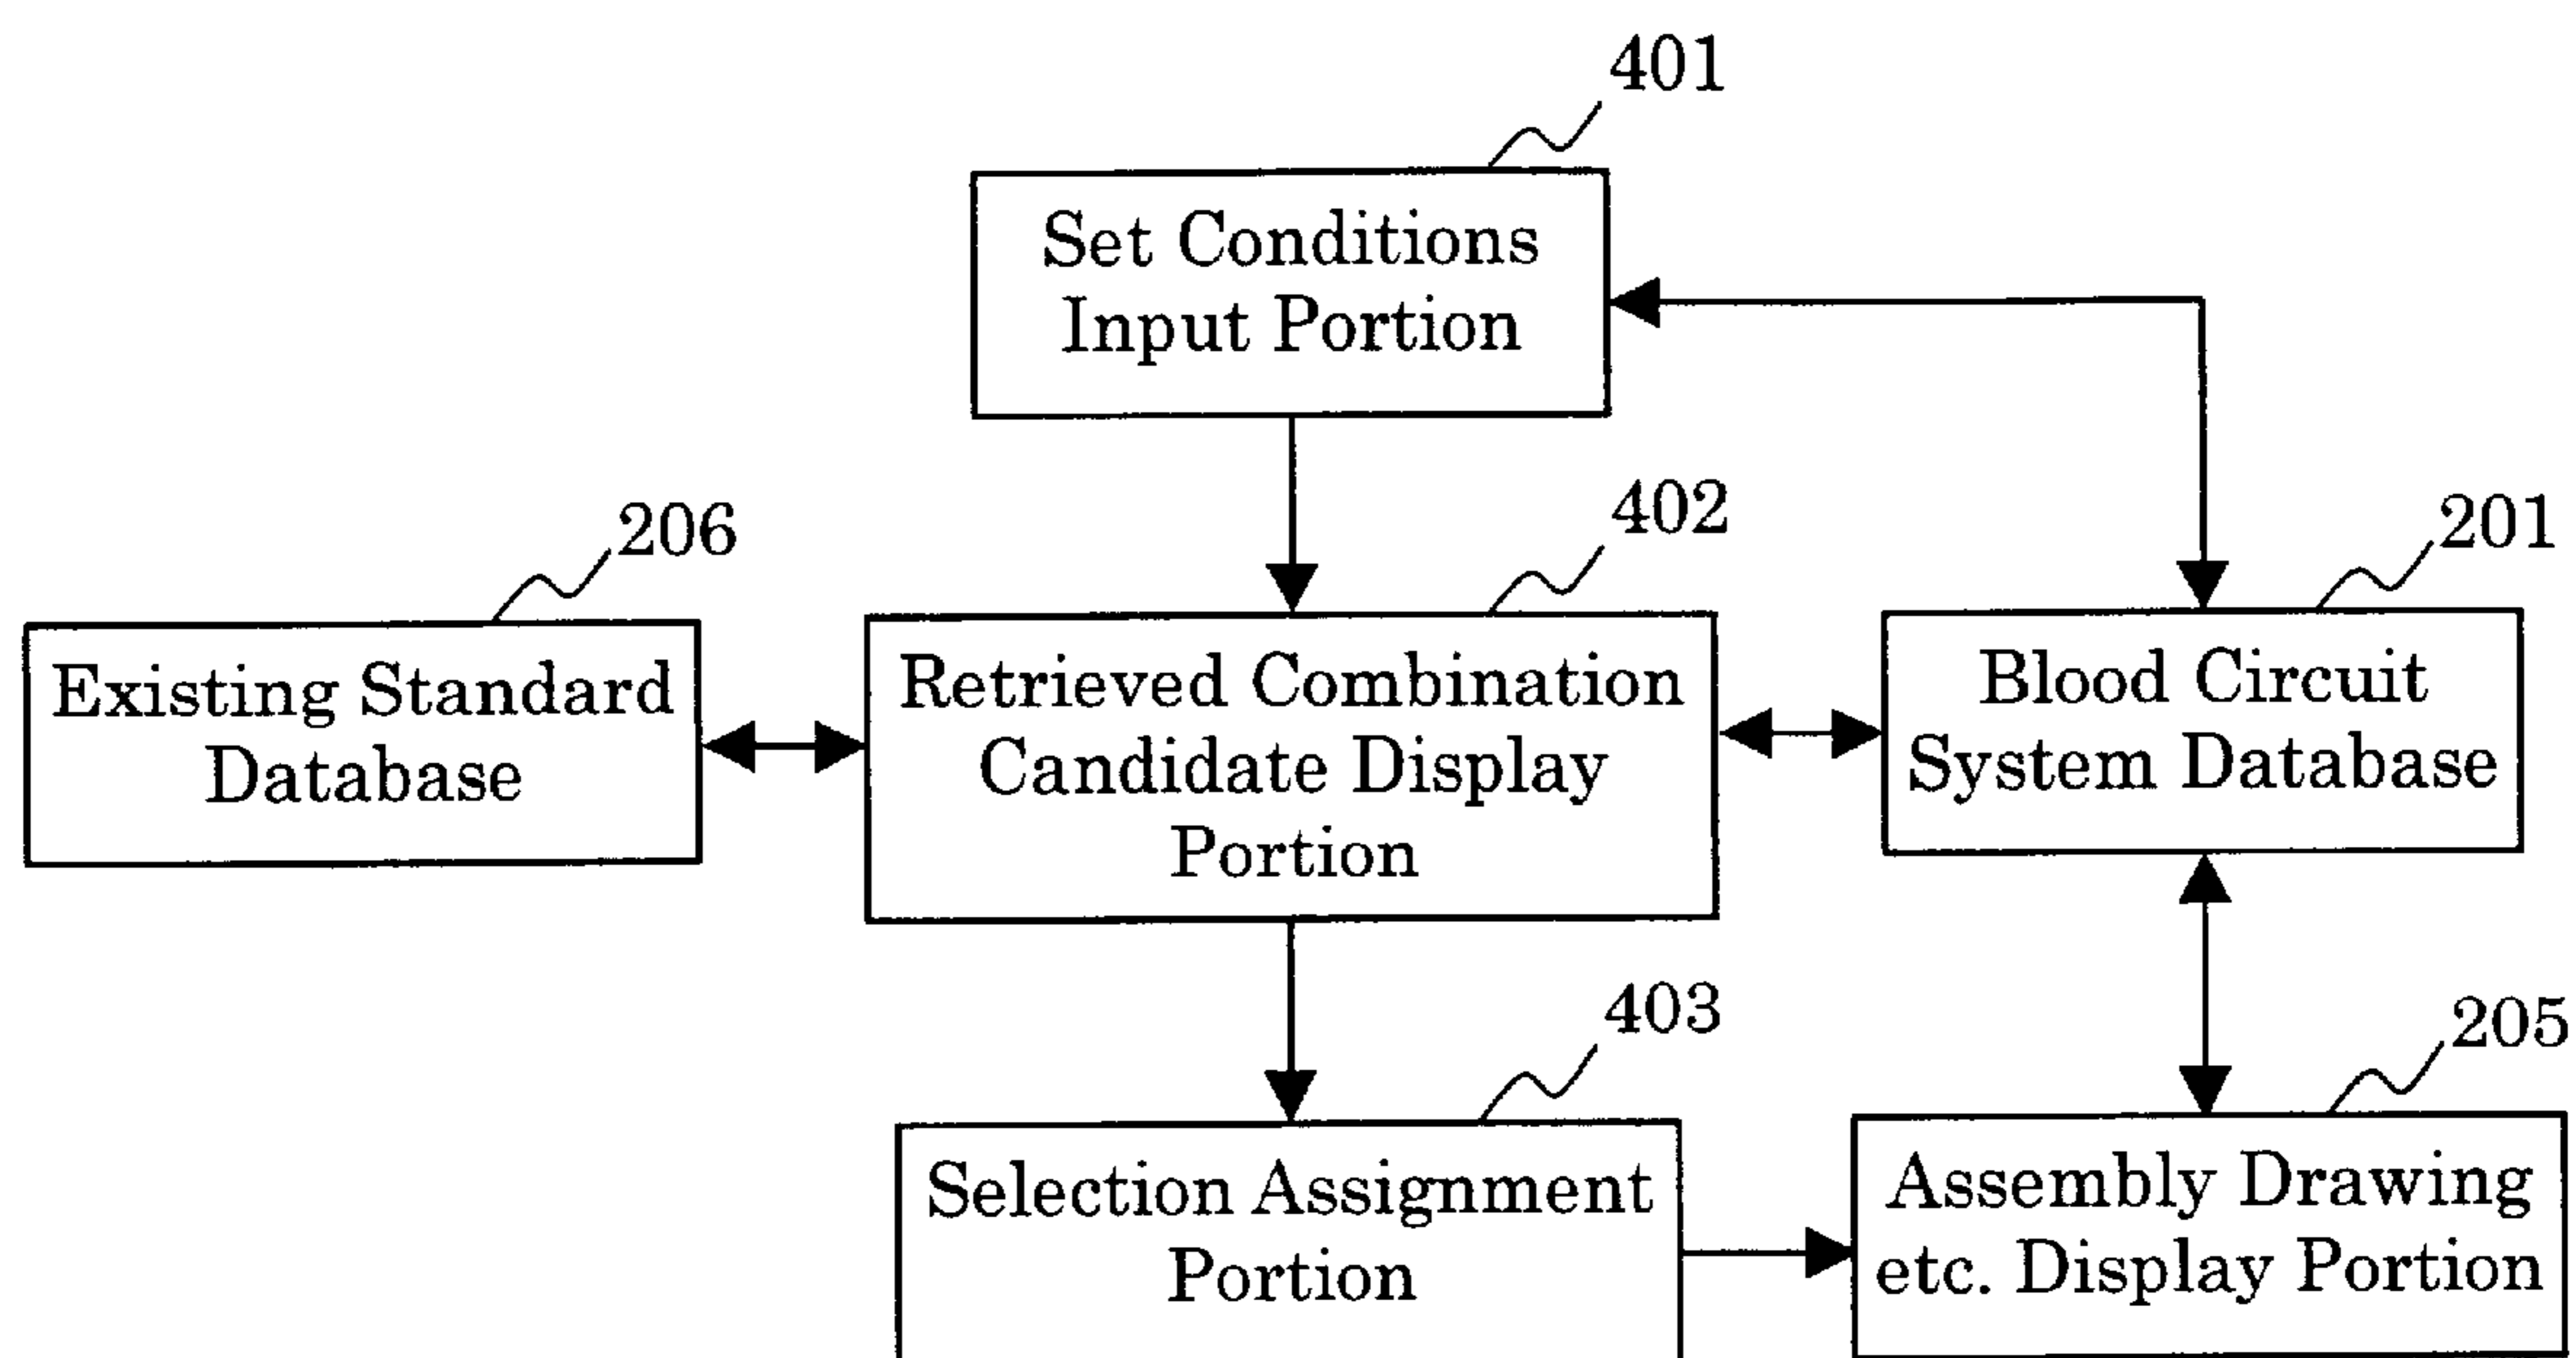 401
Set Conditions
Input Portion
206
402
201
Existing Standard
Database
Retrieved Combination
Candidate Display
Portion
Blood Circuit
System Database
403
205
Selection Assignment
Portion
Assembly Drawing
etc. Display Portion